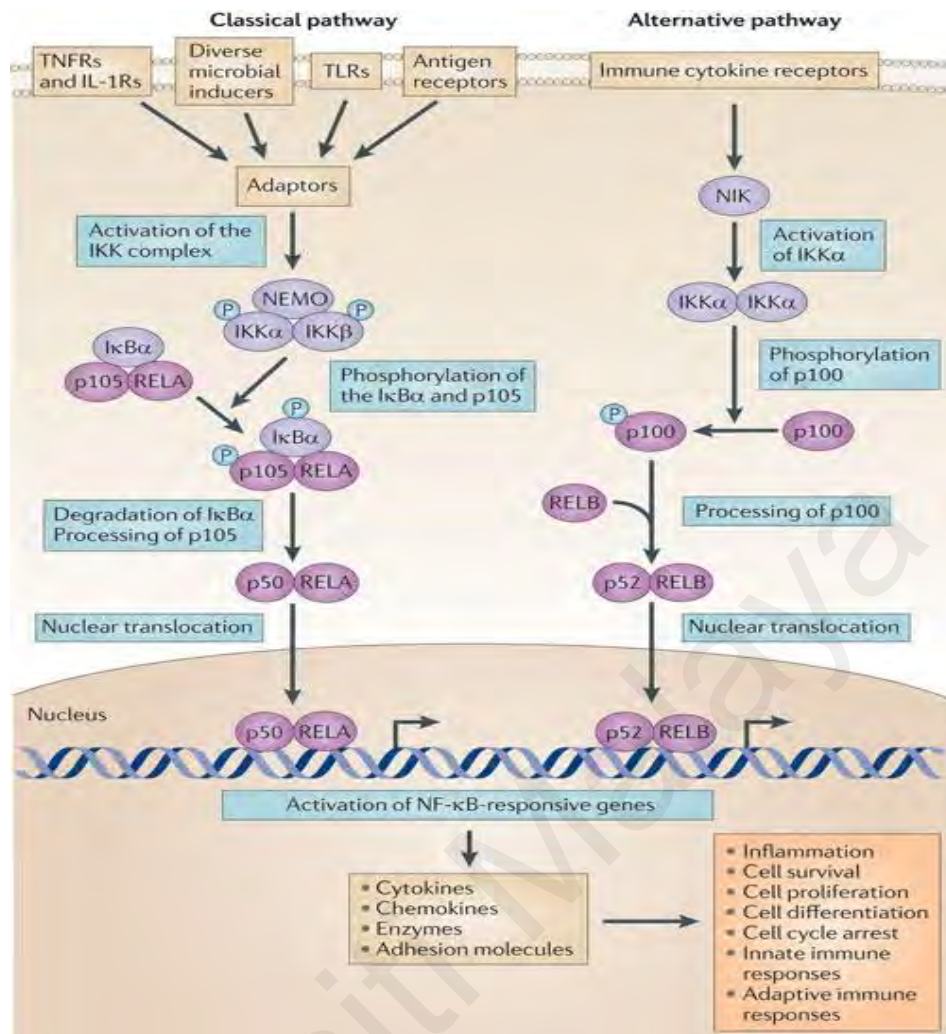 Classical pathway
Alternative pathway
TNFRs
and IL-1Rs
Diverse
microbial
inducers
TLRs
Antigen
receptors
Immune cytokine receptors
Adaptors
NIK
Activation of the
IKK complex
Activation
of IKKα
NEMO
P
P
IKKα
IKKβ
IKKα
IKKα
IκBα
p105
RELA
Phosphorylation of
the IκBα and p105
Phosphorylation
of p100
P
IκBα
P
p105
RELA
P
p100
p100
Degradation of IκBα
Processing of p105
RELB
Processing of p100
p50
RELA
p52
RELB
Nuclear translocation
Nuclear translocation
Nucleus
p50
RELA
p52
RELB
Activation of NF-κB-responsive genes
• Cytokines
• Chemokines
• Enzymes
• Adhesion molecules
• Inflammation
• Cell survival
• Cell proliferation
• Cell differentiation
• Cell cycle arrest
• Innate immune
responses
• Adaptive immune
responses
Malaya